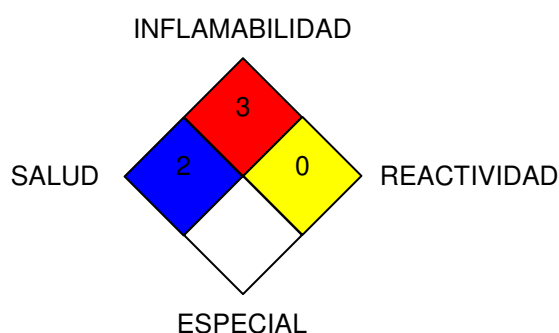 INFLAMABILIDAD
3
SALUD
2
0
REACTIVIDAD
ESPECIAL